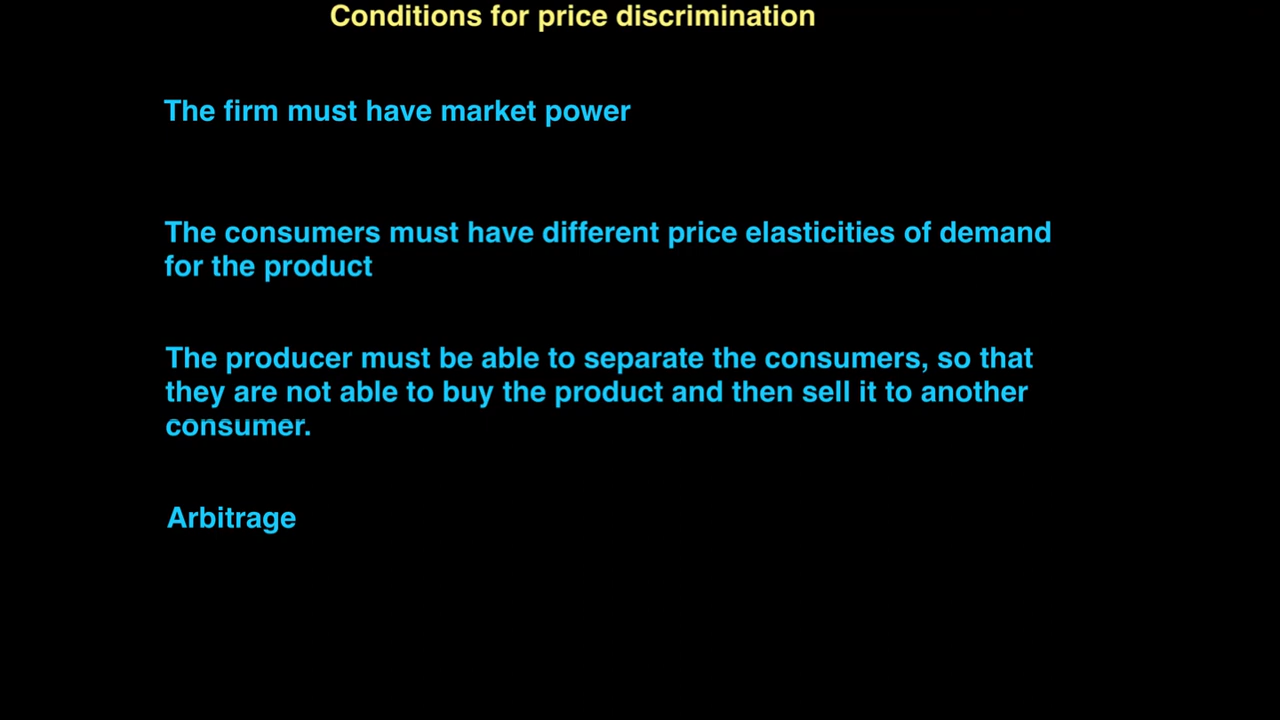 Conditions for price discrimination
The firm must have market power
The consumers must have different price elasticities of demand
for the product
The producer must be able to separate the consumers, so that
they are not able to buy the product and then sell it to another
consumer.
Arbitrage